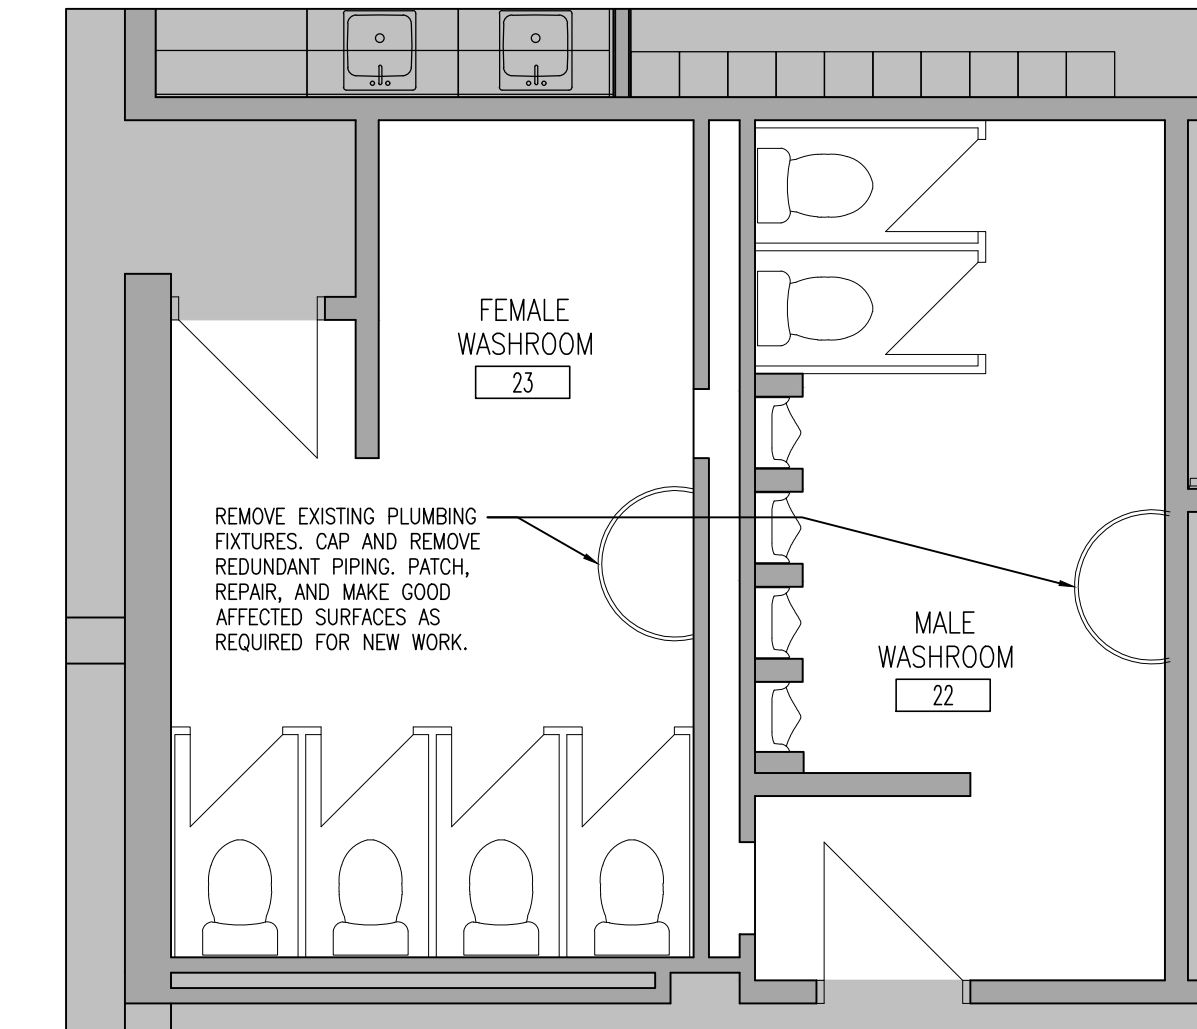 FEMALE
WASHROOM
23
REMOVE EXISTING PLUMBING
FIXTURES. CAP AND REMOVE
REDUNDANT PIPING. PATCH,
REPAIR, AND MAKE GOOD
AFFECTED SURFACES AS
REQUIRED FOR NEW WORK.
MALE
WASHROOM
22